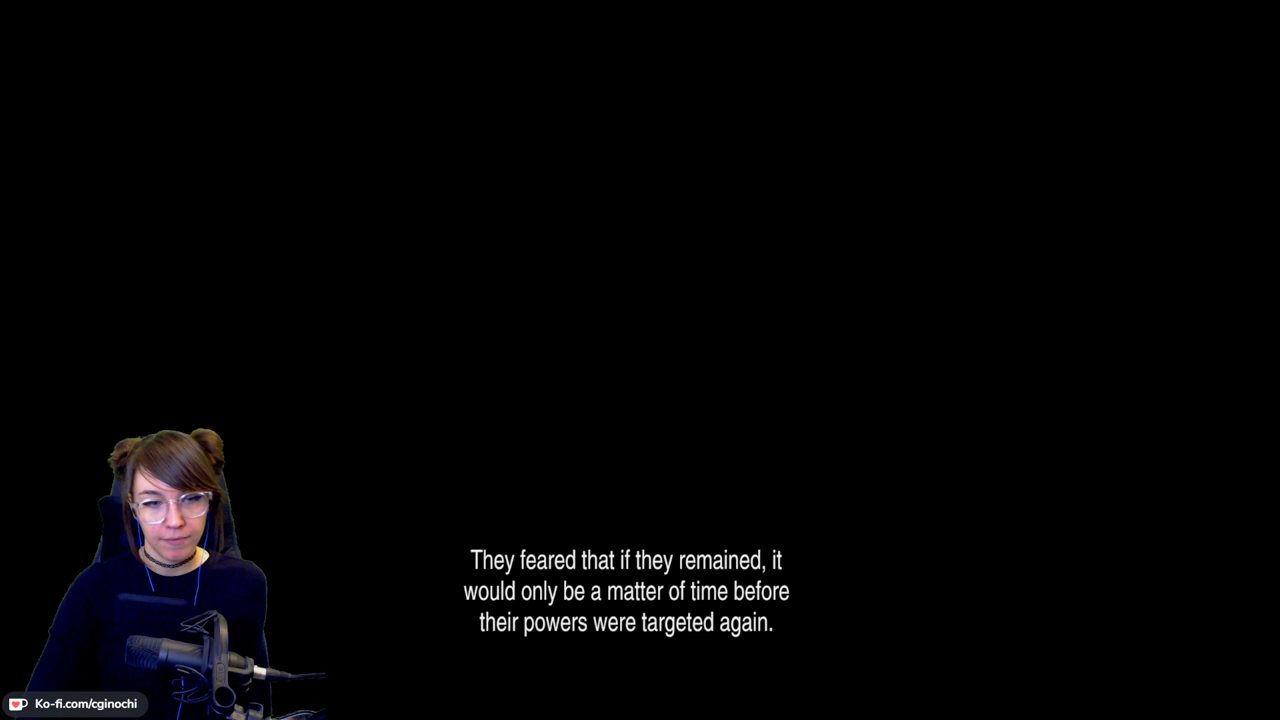 They feared that if they remained, it
would only be a matter of time before
their powers were targeted again.
Ko-fi.com/cginochi